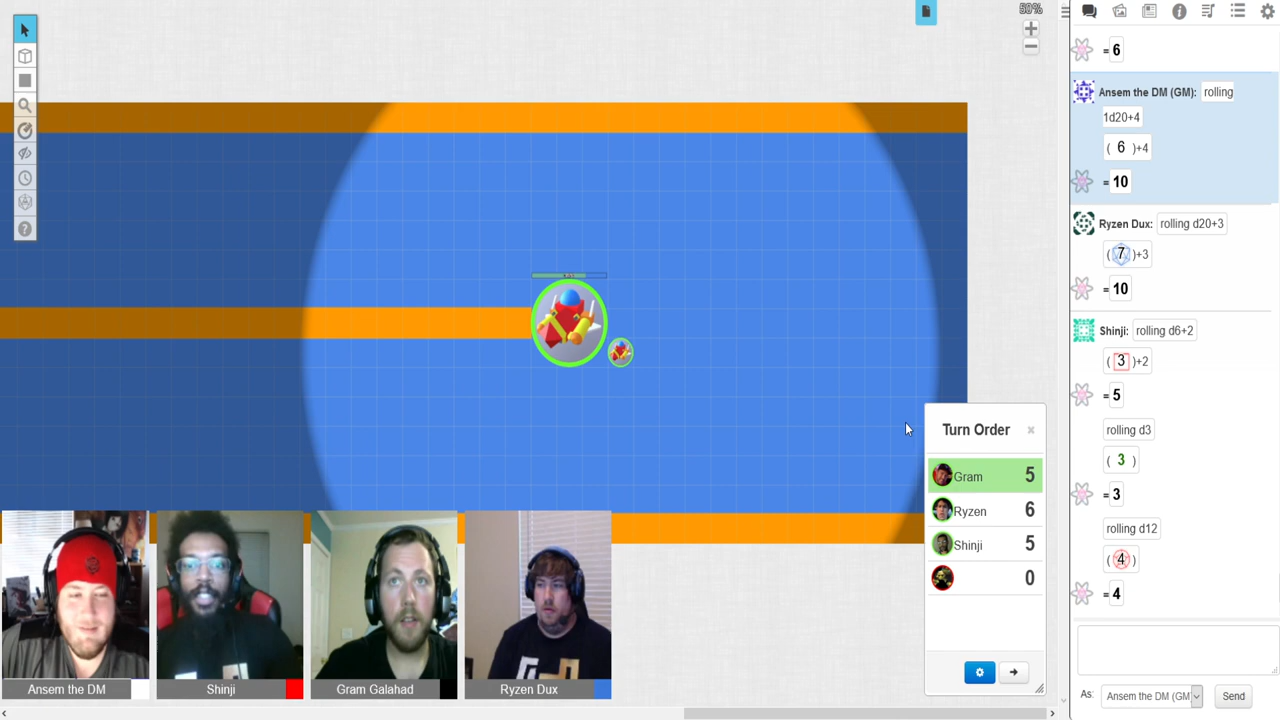 50%
= 6
Ansem the DM (GM): rolling
1d20+4
( 6 )+4
= 10
Ryzen Dux: rolling d20+3
( 7 )+3
= 10
Shinji: rolling d6+2
( 3 )+2
= 5
rolling d3
( 3 )
= 3
rolling d12
( 4 )
= 4
Turn Order ×
Gram 5
Ryzen 6
Shinji 5
0
Ansem the DM
Shinji
Gram Galahad
Ryzen Dux
As: Ansem the DM (GM Send